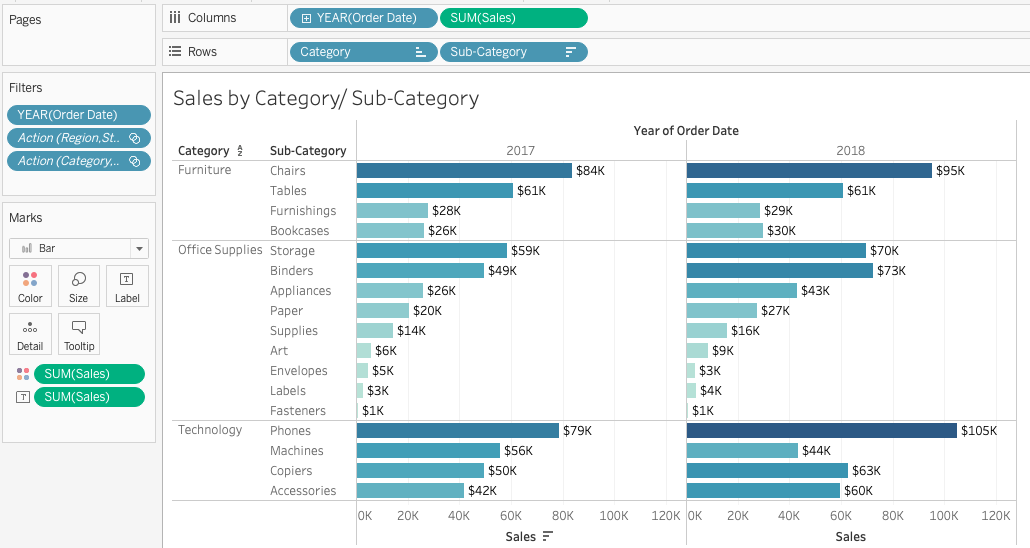 Pages
Columns
YEAR(Order Date)
SUM(Sales)
Rows
Category
Sub-Category
Filters
YEAR(Order Date)
Action (Region,St..
Action (Category,..
Marks
Bar
Color
Size
Label
Detail
Tooltip
SUM(Sales)
SUM(Sales)
Sales by Category/ Sub-Category
Year of Order Date
Category Sub-Category 2017 2018
Furniture Chairs $84K $95K
Tables $61K $61K
Furnishings $28K $29K
Bookcases $26K $30K
Office Supplies Storage $59K $70K
Binders $49K $73K
Appliances $26K $43K
Paper $20K $27K
Supplies $14K $16K
Art $6K $9K
Envelopes $5K $3K
Labels $3K $4K
Fasteners $1K $1K
Technology Phones $79K $105K
Machines $56K $44K
Copiers $50K $63K
Accessories $42K $60K
0K 20K 40K 60K 80K 100K 120K 0K 20K 40K 60K 80K 100K 120K
Sales Sales